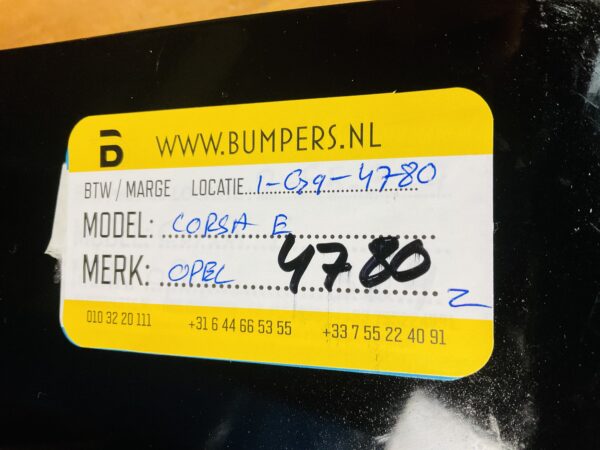 B WWW.BUMPERS.NL
BTW / MARGE LOCATIE 1-039-4780
MODEL: CORSA E
MERK: OPEL 4780
Z
010 32 20 111 +31 6 44 66 53 55 +33 7 55 22 40 91